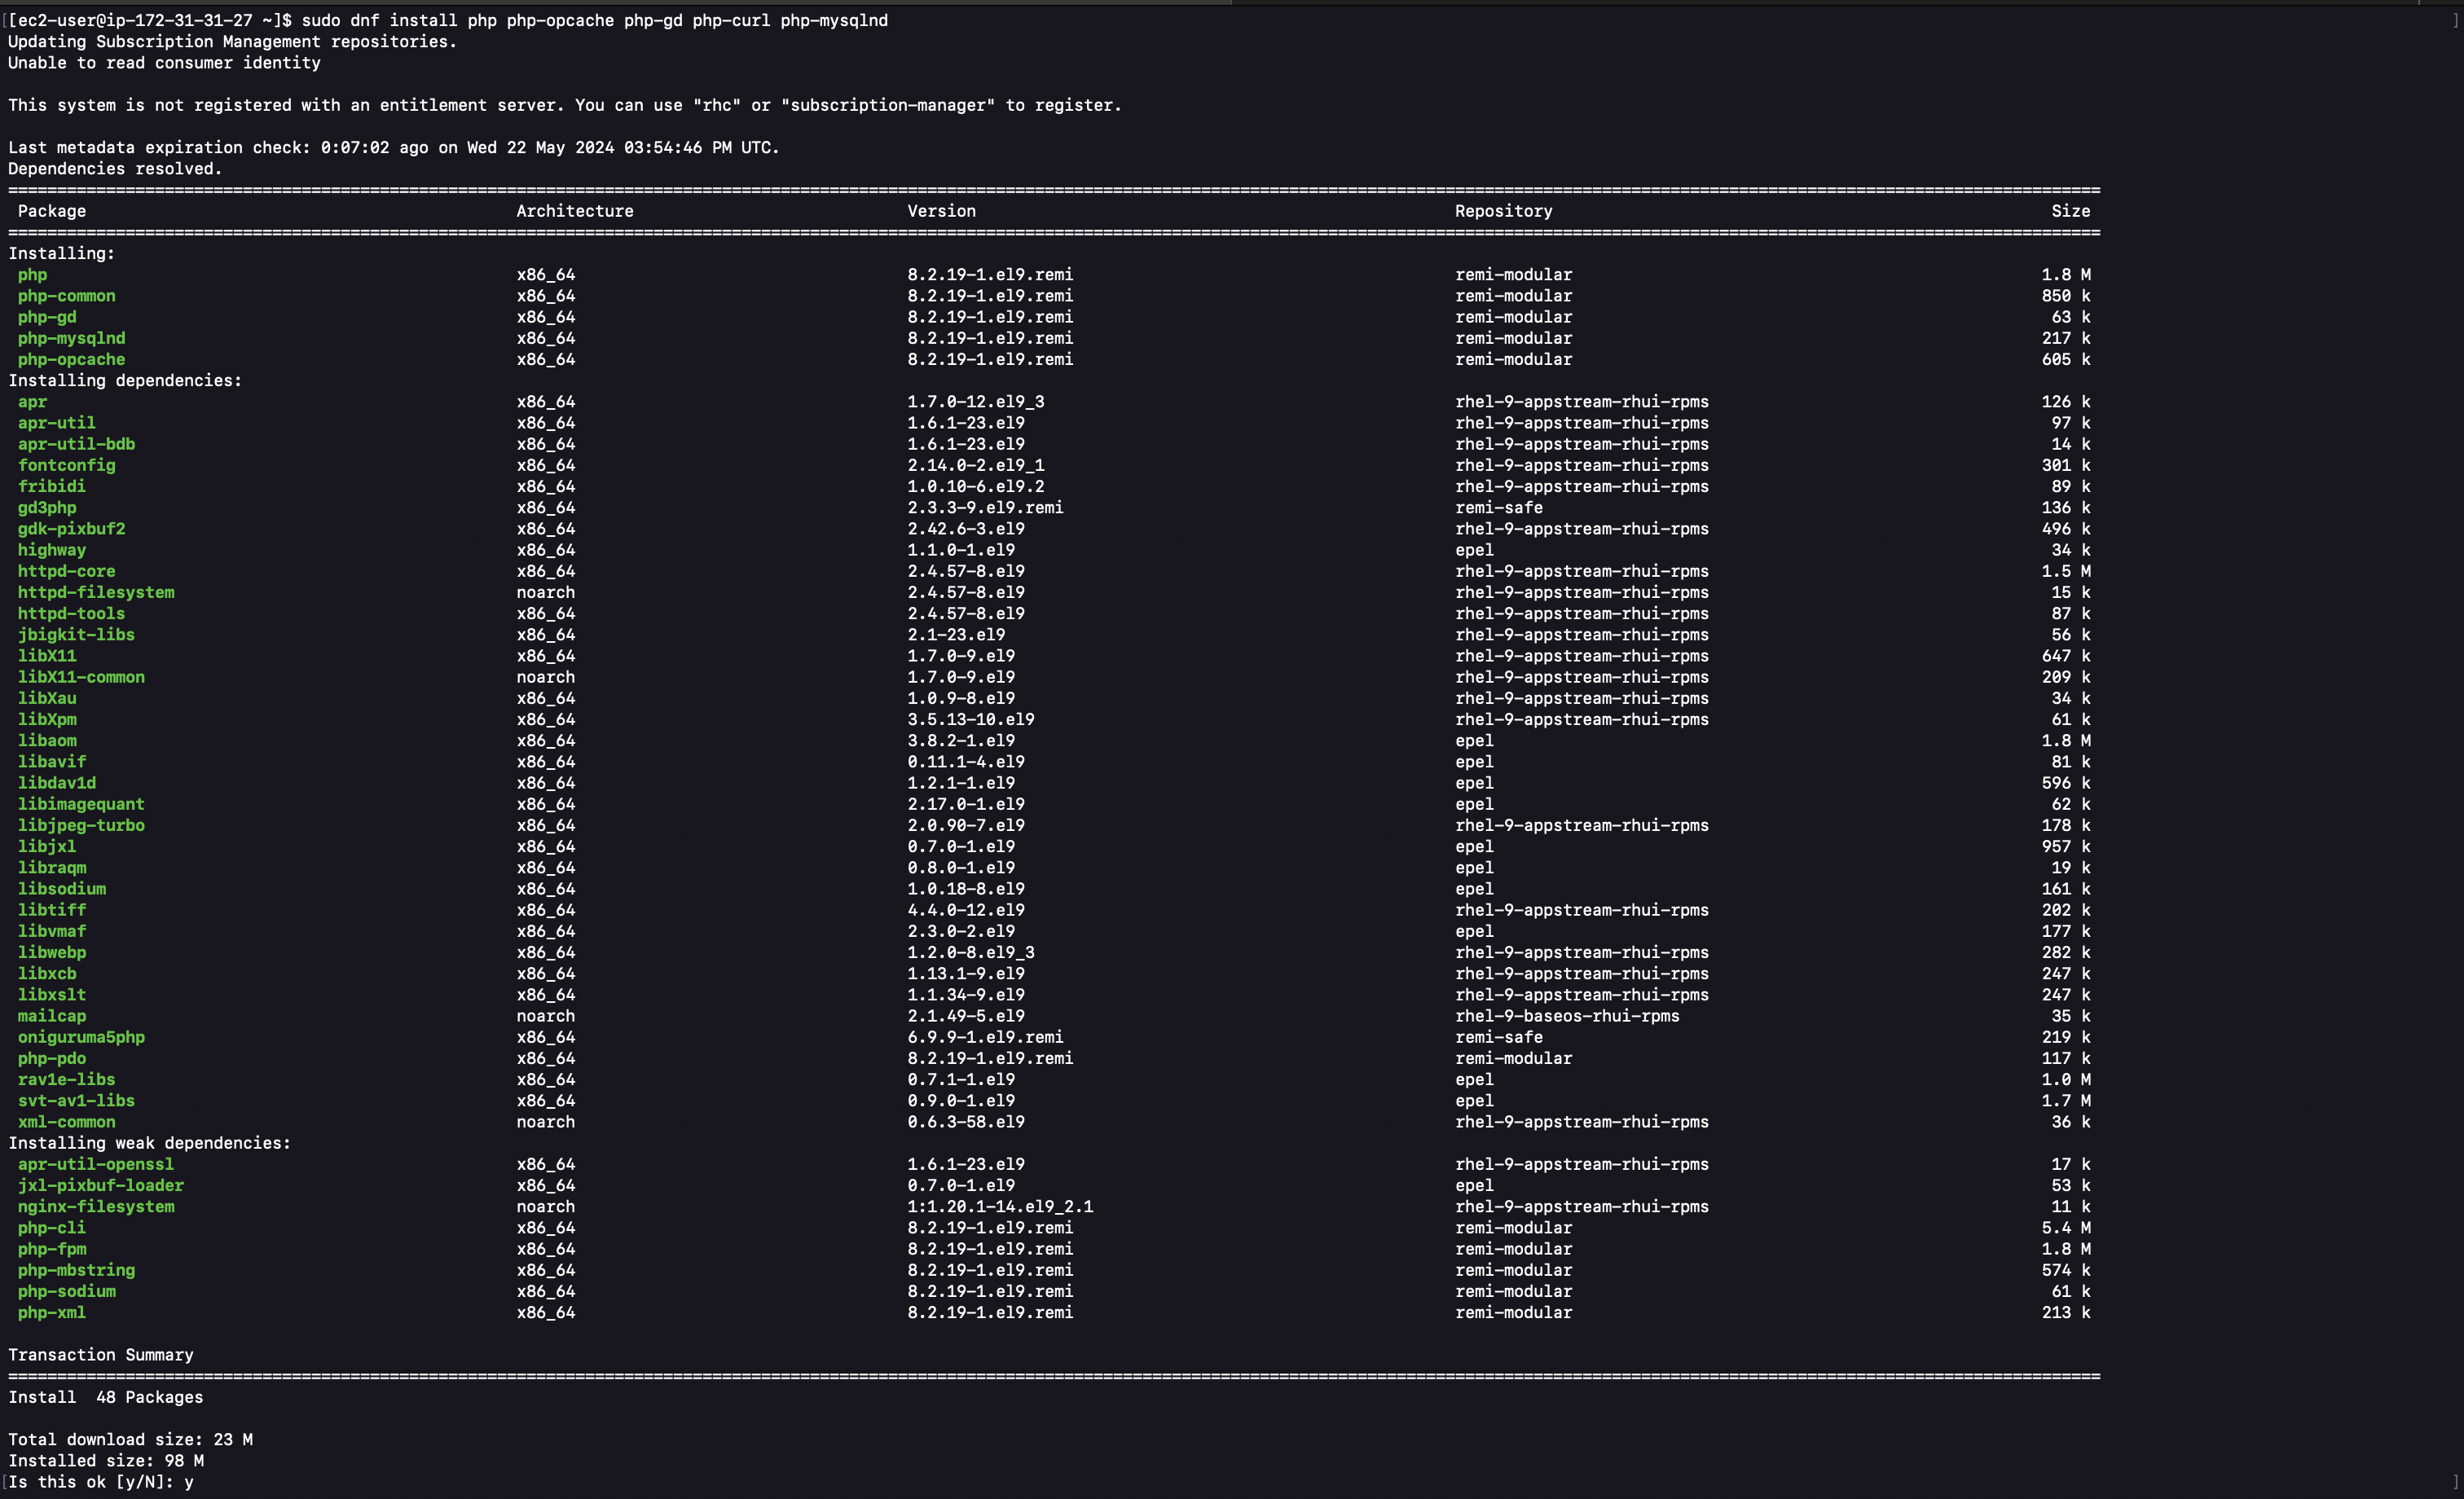 [[ec2-user@ip-172-31-31-27 ~]$ sudo dnf install php php-opcache php-gd php-curl php-mysqlnd ]
Updating Subscription Management repositories.
Unable to read consumer identity
This system is not registered with an entitlement server. You can use "rhc" or "subscription-manager" to register.
Last metadata expiration check: 0:07:02 ago on Wed 22 May 2024 03:54:46 PM UTC.
Dependencies resolved.
Package Architecture Version Repository Size
Installing:
php x86_64 8.2.19-1.el9.remi remi-modular 1.8 M
php-common x86_64 8.2.19-1.el9.remi remi-modular 850 k
php-gd x86_64 8.2.19-1.el9.remi remi-modular 63 k
php-mysqlnd x86_64 8.2.19-1.el9.remi remi-modular 217 k
php-opcache x86_64 8.2.19-1.el9.remi remi-modular 605 k
Installing dependencies:
apr x86_64 1.7.0-12.el9_3 rhel-9-appstream-rhui-rpms 126 k
apr-util x86_64 1.6.1-23.el9 rhel-9-appstream-rhui-rpms 97 k
apr-util-bdb x86_64 1.6.1-23.el9 rhel-9-appstream-rhui-rpms 14 k
fontconfig x86_64 2.14.0-2.el9_1 rhel-9-appstream-rhui-rpms 301 k
fribidi x86_64 1.0.10-6.el9.2 rhel-9-appstream-rhui-rpms 89 k
gd3php x86_64 2.3.3-9.el9.remi remi-safe 136 k
gdk-pixbuf2 x86_64 2.42.6-3.el9 rhel-9-appstream-rhui-rpms 496 k
highway x86_64 1.1.0-1.el9 epel 34 k
httpd-core x86_64 2.4.57-8.el9 rhel-9-appstream-rhui-rpms 1.5 M
httpd-filesystem noarch 2.4.57-8.el9 rhel-9-appstream-rhui-rpms 15 k
httpd-tools x86_64 2.4.57-8.el9 rhel-9-appstream-rhui-rpms 87 k
jbigkit-libs x86_64 2.1-23.el9 rhel-9-appstream-rhui-rpms 56 k
libX11 x86_64 1.7.0-9.el9 rhel-9-appstream-rhui-rpms 647 k
libX11-common noarch 1.7.0-9.el9 rhel-9-appstream-rhui-rpms 209 k
libXau x86_64 1.0.9-8.el9 rhel-9-appstream-rhui-rpms 34 k
libXpm x86_64 3.5.13-10.el9 rhel-9-appstream-rhui-rpms 61 k
libaom x86_64 3.8.2-1.el9 epel 1.8 M
libavif x86_64 0.11.1-4.el9 epel 81 k
libdav1d x86_64 1.2.1-1.el9 epel 596 k
libimagequant x86_64 2.17.0-1.el9 epel 62 k
libjpeg-turbo x86_64 2.0.90-7.el9 rhel-9-appstream-rhui-rpms 178 k
libjxl x86_64 0.7.0-1.el9 epel 957 k
libraqm x86_64 0.8.0-1.el9 epel 19 k
libsodium x86_64 1.0.18-8.el9 epel 161 k
libtiff x86_64 4.4.0-12.el9 rhel-9-appstream-rhui-rpms 202 k
libvmaf x86_64 2.3.0-2.el9 epel 177 k
libwebp x86_64 1.2.0-8.el9_3 rhel-9-appstream-rhui-rpms 282 k
libxcb x86_64 1.13.1-9.el9 rhel-9-appstream-rhui-rpms 247 k
libxslt x86_64 1.1.34-9.el9 rhel-9-appstream-rhui-rpms 247 k
mailcap noarch 2.1.49-5.el9 rhel-9-baseos-rhui-rpms 35 k
oniguruma5php x86_64 6.9.9-1.el9.remi remi-safe 219 k
php-pdo x86_64 8.2.19-1.el9.remi remi-modular 117 k
rav1e-libs x86_64 0.7.1-1.el9 epel 1.0 M
svt-av1-libs x86_64 0.9.0-1.el9 epel 1.7 M
xml-common noarch 0.6.3-58.el9 rhel-9-appstream-rhui-rpms 36 k
Installing weak dependencies:
apr-util-openssl x86_64 1.6.1-23.el9 rhel-9-appstream-rhui-rpms 17 k
jxl-pixbuf-loader x86_64 0.7.0-1.el9 epel 53 k
nginx-filesystem noarch 1:1.20.1-14.el9_2.1 rhel-9-appstream-rhui-rpms 11 k
php-cli x86_64 8.2.19-1.el9.remi remi-modular 5.4 M
php-fpm x86_64 8.2.19-1.el9.remi remi-modular 1.8 M
php-mbstring x86_64 8.2.19-1.el9.remi remi-modular 574 k
php-sodium x86_64 8.2.19-1.el9.remi remi-modular 61 k
php-xml x86_64 8.2.19-1.el9.remi remi-modular 213 k
Transaction Summary
Install 48 Packages
Total download size: 23 M
Installed size: 98 M
[Is this ok [y/N]: y ]